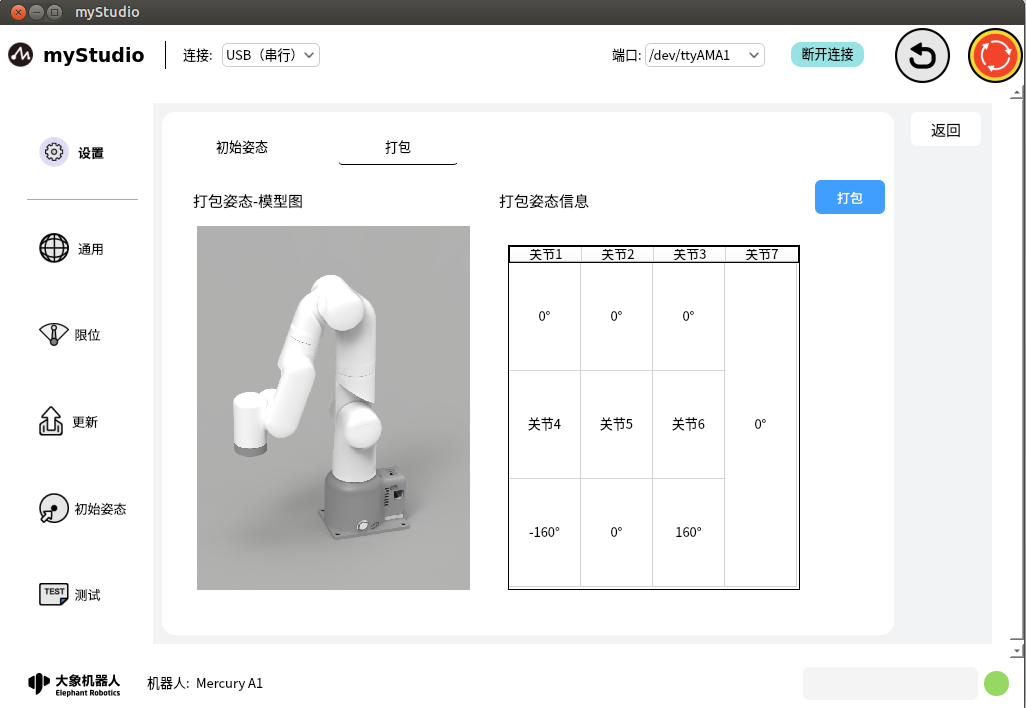 myStudio
myStudio 连接: USB（串行） 端口: /dev/ttyAMA1 断开连接
设置
通用
限位
更新
初始姿态
TEST 测试
初始姿态 打包 返回
打包姿态-模型图 打包姿态信息 打包
关节1 关节2 关节3 关节7
0° 0° 0°
关节4 关节5 关节6 0°
-160° 0° 160°
大象机器人
Elephant Robotics
机器人: Mercury A1